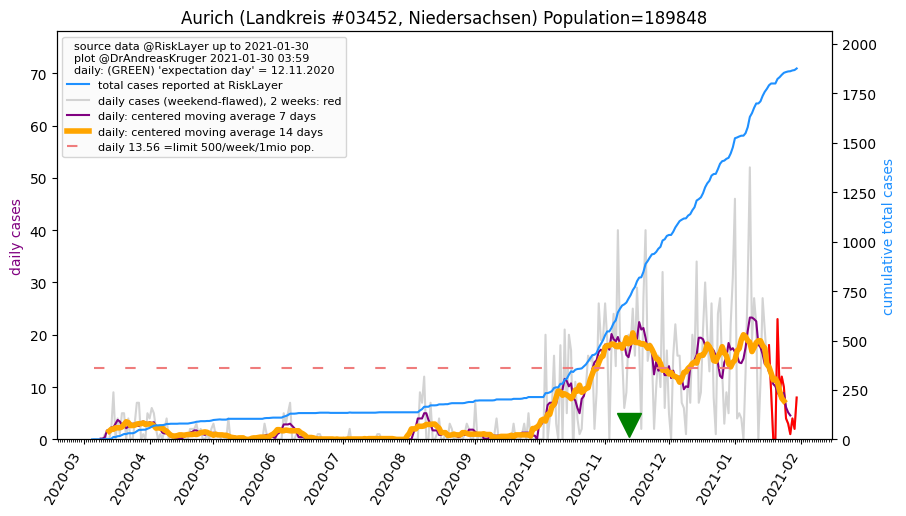 Aurich (Landkreis #03452, Niedersachsen) Population=189848
source data @RiskLayer up to 2021-01-30
plot @DrAndreasKruger 2021-01-30 03:59
daily: (GREEN) 'expectation day' = 12.11.2020
total cases reported at RiskLayer
daily cases (weekend-flawed), 2 weeks: red
daily: centered moving average 7 days
daily: centered moving average 14 days
daily 13.56 =limit 500/week/1mio pop.
daily cases
70
60
50
40
30
20
10
0
cumulative total cases
2000
1750
1500
1250
1000
750
500
250
0
2020-03
2020-04
2020-05
2020-06
2020-07
2020-08
2020-09
2020-10
2020-11
2020-12
2021-01
2021-02